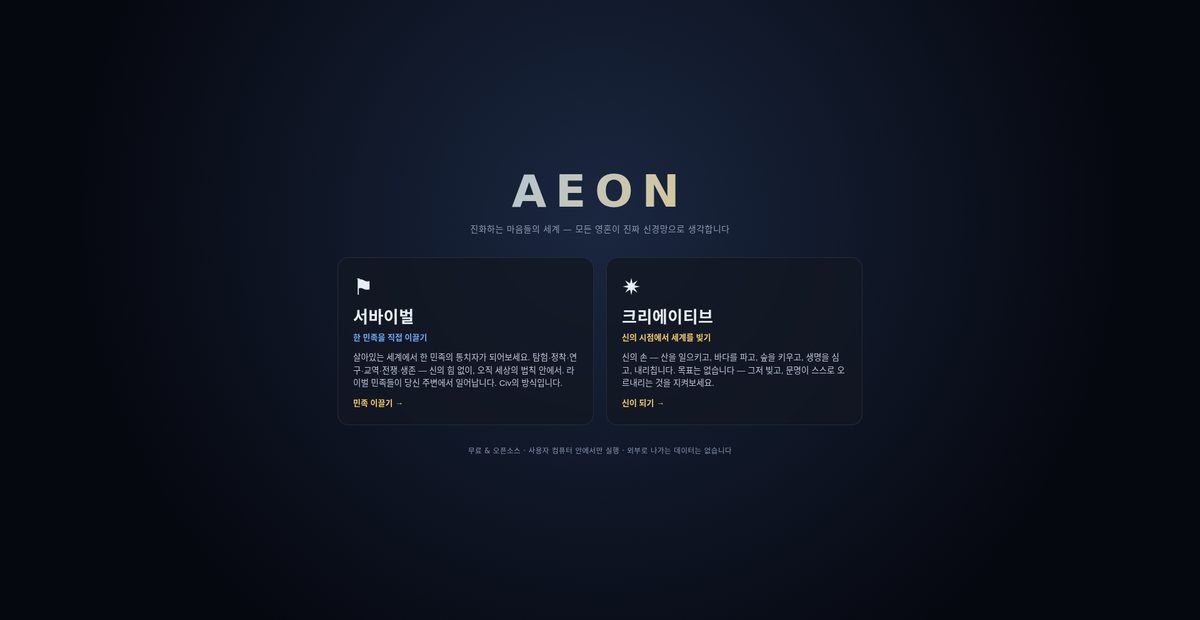 AEON
진화하는 마음들의 세계 — 모든 영혼이 진짜 신경망으로 생각합니다
서바이벌
한 민족을 직접 이끌기
살아있는 세계에서 한 민족의 통치자가 되어보세요. 탐험·정착·연
구·교역·전쟁·생존 — 신의 힘 없이, 오직 세상의 법칙 안에서. 라
이벌 민족들이 당신 주변에서 일어납니다. Civ의 방식입니다.
민족 이끌기 →
크리에이티브
신의 시점에서 세계를 빚기
신의 손 — 산을 일으키고, 바다를 파고, 숲을 키우고, 생명을 심
고, 내리칩니다. 목표는 없습니다 — 그저 빚고, 문명이 스스로 오
르내리는 것을 지켜보세요.
신이 되기 →
무료 & 오픈소스 · 사용자 컴퓨터 안에서만 실행 · 외부로 나가는 데이터는 없습니다